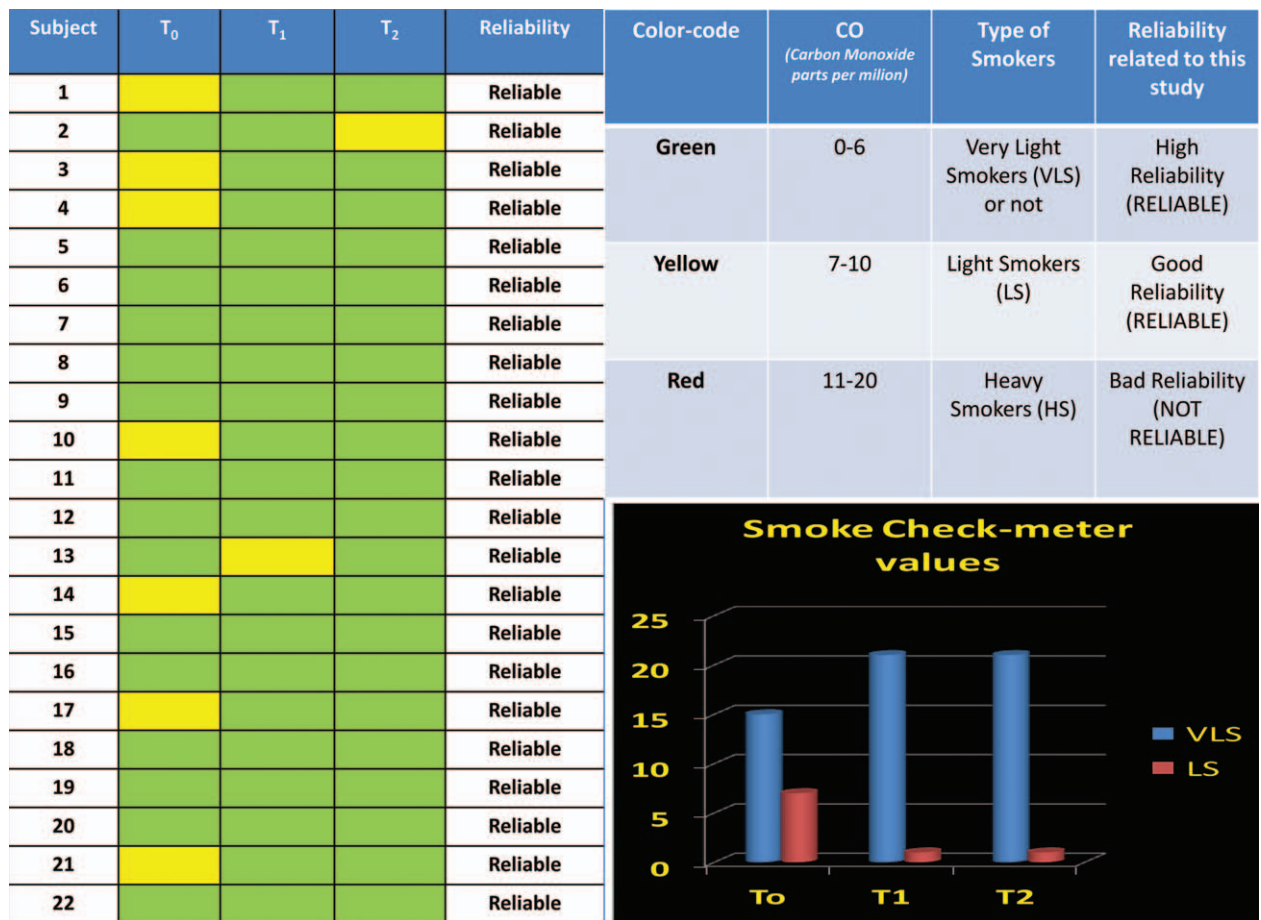 Subject T0 T1 T2 Reliability
1 Reliable
2 Reliable
3 Reliable
4 Reliable
5 Reliable
6 Reliable
7 Reliable
8 Reliable
9 Reliable
10 Reliable
11 Reliable
12 Reliable
13 Reliable
14 Reliable
15 Reliable
16 Reliable
17 Reliable
18 Reliable
19 Reliable
20 Reliable
21 Reliable
22 Reliable
Color-code CO Type of Reliability
(Carbon Monoxide Smokers related to this
parts per milion) study
Green 0-6 Very Light High
Smokers (VLS) Reliability
or not (RELIABLE)
Yellow 7-10 Light Smokers Good
(LS) Reliability
(RELIABLE)
Red 11-20 Heavy Bad Reliability
Smokers (HS) (NOT
RELIABLE)
Smoke Check-meter
values
25
20
15
10
5
0
To T1 T2
VLS
LS